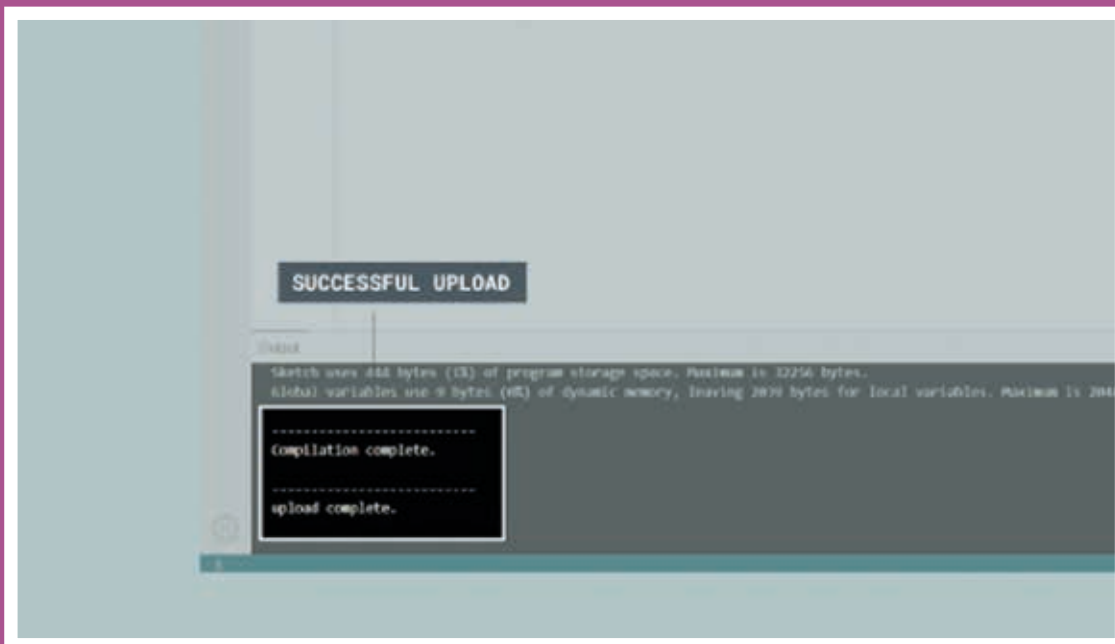 SUCCESSFUL UPLOAD
Output
Sketch uses 444 bytes (1%) of program storage space. Maximum is 32256 bytes.
Global variables use 9 bytes (0%) of dynamic memory, leaving 2039 bytes for local variables. Maximum is
--------------------------
Compilation complete.
--------------------------
upload complete.